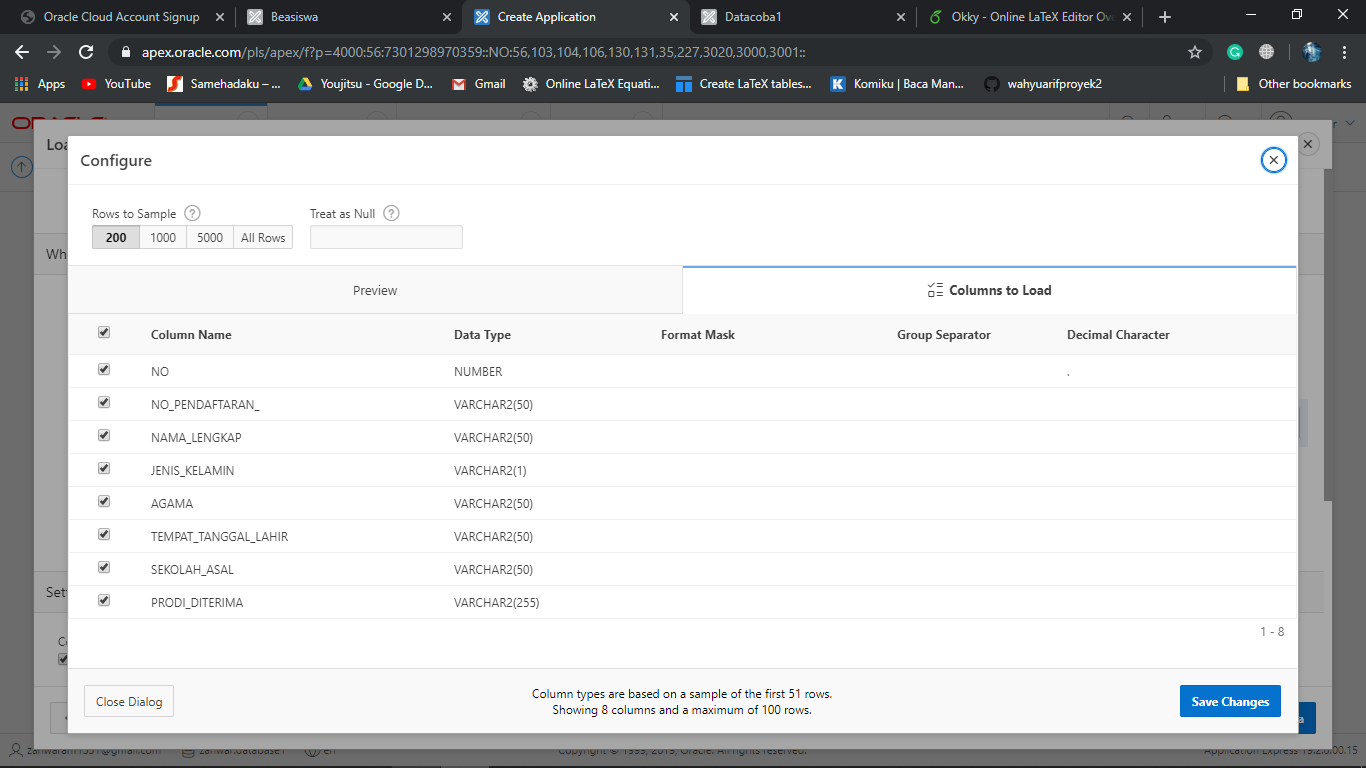 Oracle Cloud Account Signup
Beasiswa
Create Application
Datacoba1
Okky - Online LaTeX Editor Ov
apex.oracle.com/pls/apex/f?p=4000:56:7301298970359::NO:56,103,104,106,130,131,35,227,3020,3000,3001::
Apps
YouTube
Samehadaku – ...
Youjitsu - Google D...
Gmail
Online LaTeX Equati...
Create LaTeX tables...
Komiku | Baca Man...
wahyuarifproyek2
Other bookmarks
Configure
Rows to Sample ?
Treat as Null ?
200 1000 5000 All Rows
Preview
Columns to Load
Column Name Data Type Format Mask Group Separator Decimal Character
NO NUMBER .
NO_PENDAFTARAN_ VARCHAR2(50)
NAMA_LENGKAP VARCHAR2(50)
JENIS_KELAMIN VARCHAR2(1)
AGAMA VARCHAR2(50)
TEMPAT_TANGGAL_LAHIR VARCHAR2(50)
SEKOLAH_ASAL VARCHAR2(50)
PRODI_DITERIMA VARCHAR2(255)
1 - 8
Close Dialog
Column types are based on a sample of the first 51 rows.
Showing 8 columns and a maximum of 100 rows.
Save Changes
en
Copyright © 1999, 2019, Oracle. All rights reserved.
Application Express 19.2.0.00.15